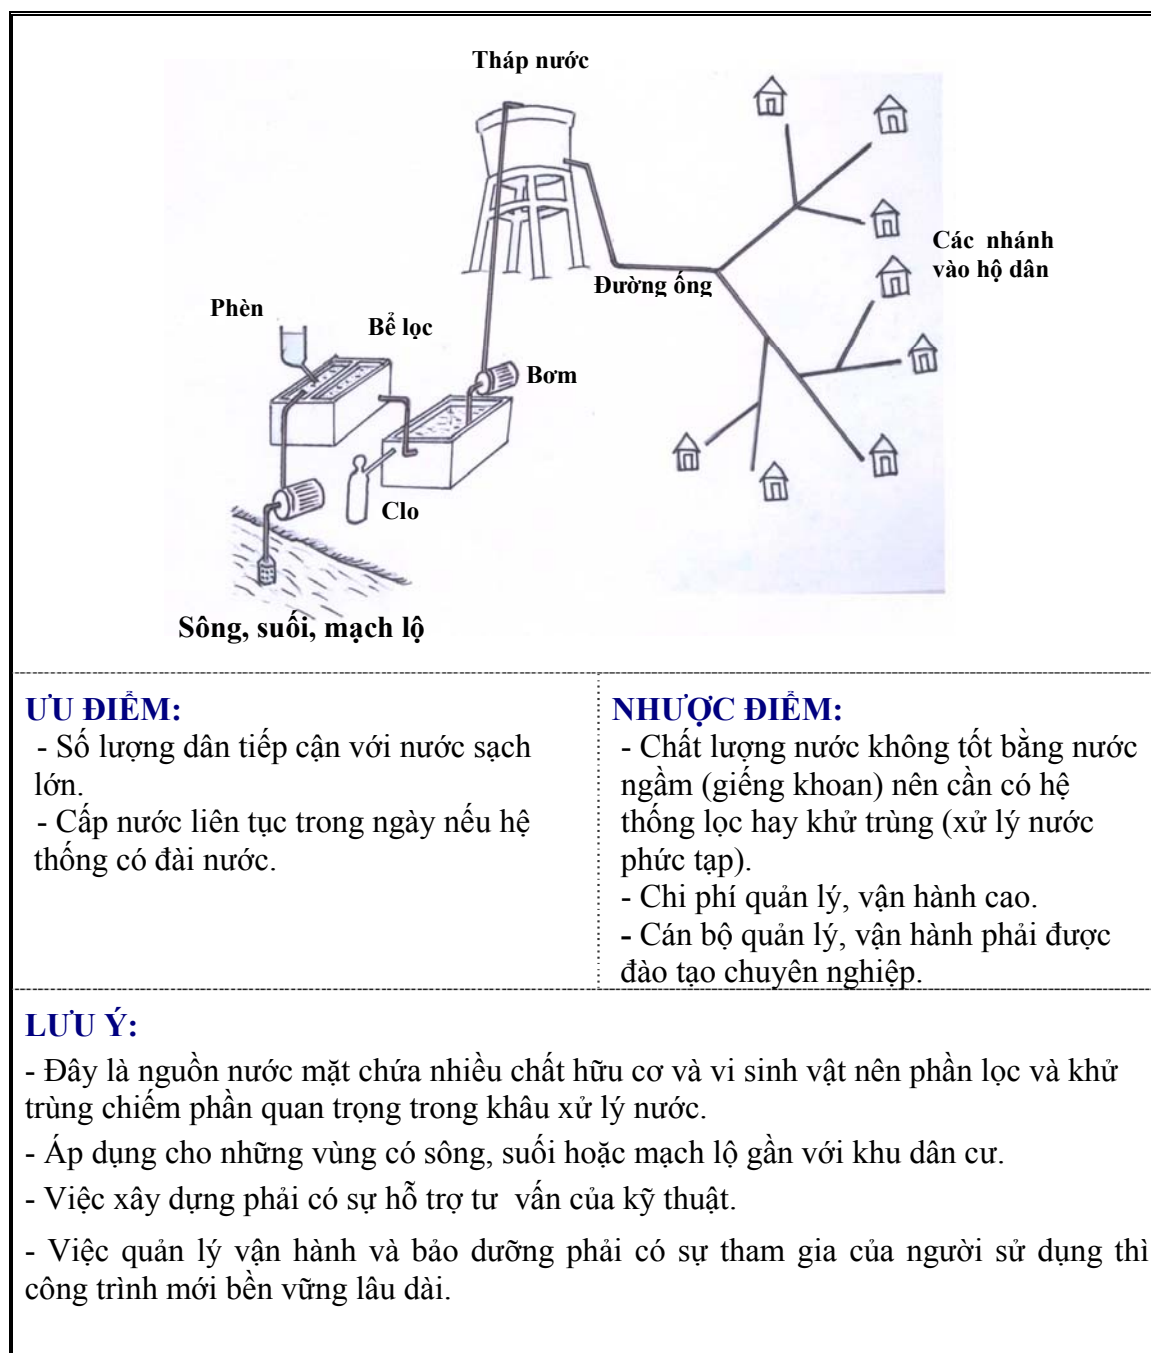 Tháp nước
Các nhánh
vào hộ dân
Đường ống
Phèn
Bể lọc
Bơm
Clo
Sông, suối, mạch lộ
ƯU ĐIỂM:
- Số lượng dân tiếp cận với nước sạch
lớn.
- Cấp nước liên tục trong ngày nếu hệ
thống có đài nước.
NHƯỢC ĐIỂM:
- Chất lượng nước không tốt bằng nước
ngầm (giếng khoan) nên cần có hệ
thống lọc hay khử trùng (xử lý nước
phức tạp).
- Chi phí quản lý, vận hành cao.
- Cán bộ quản lý, vận hành phải được
đào tạo chuyên nghiệp.
LƯU Ý:
- Đây là nguồn nước mặt chứa nhiều chất hữu cơ và vi sinh vật nên phần lọc và khử
trùng chiếm phần quan trọng trong khâu xử lý nước.
- Áp dụng cho những vùng có sông, suối hoặc mạch lộ gần với khu dân cư.
- Việc xây dựng phải có sự hỗ trợ tư vấn của kỹ thuật.
- Việc quản lý vận hành và bảo dưỡng phải có sự tham gia của người sử dụng thì
công trình mới bền vững lâu dài.